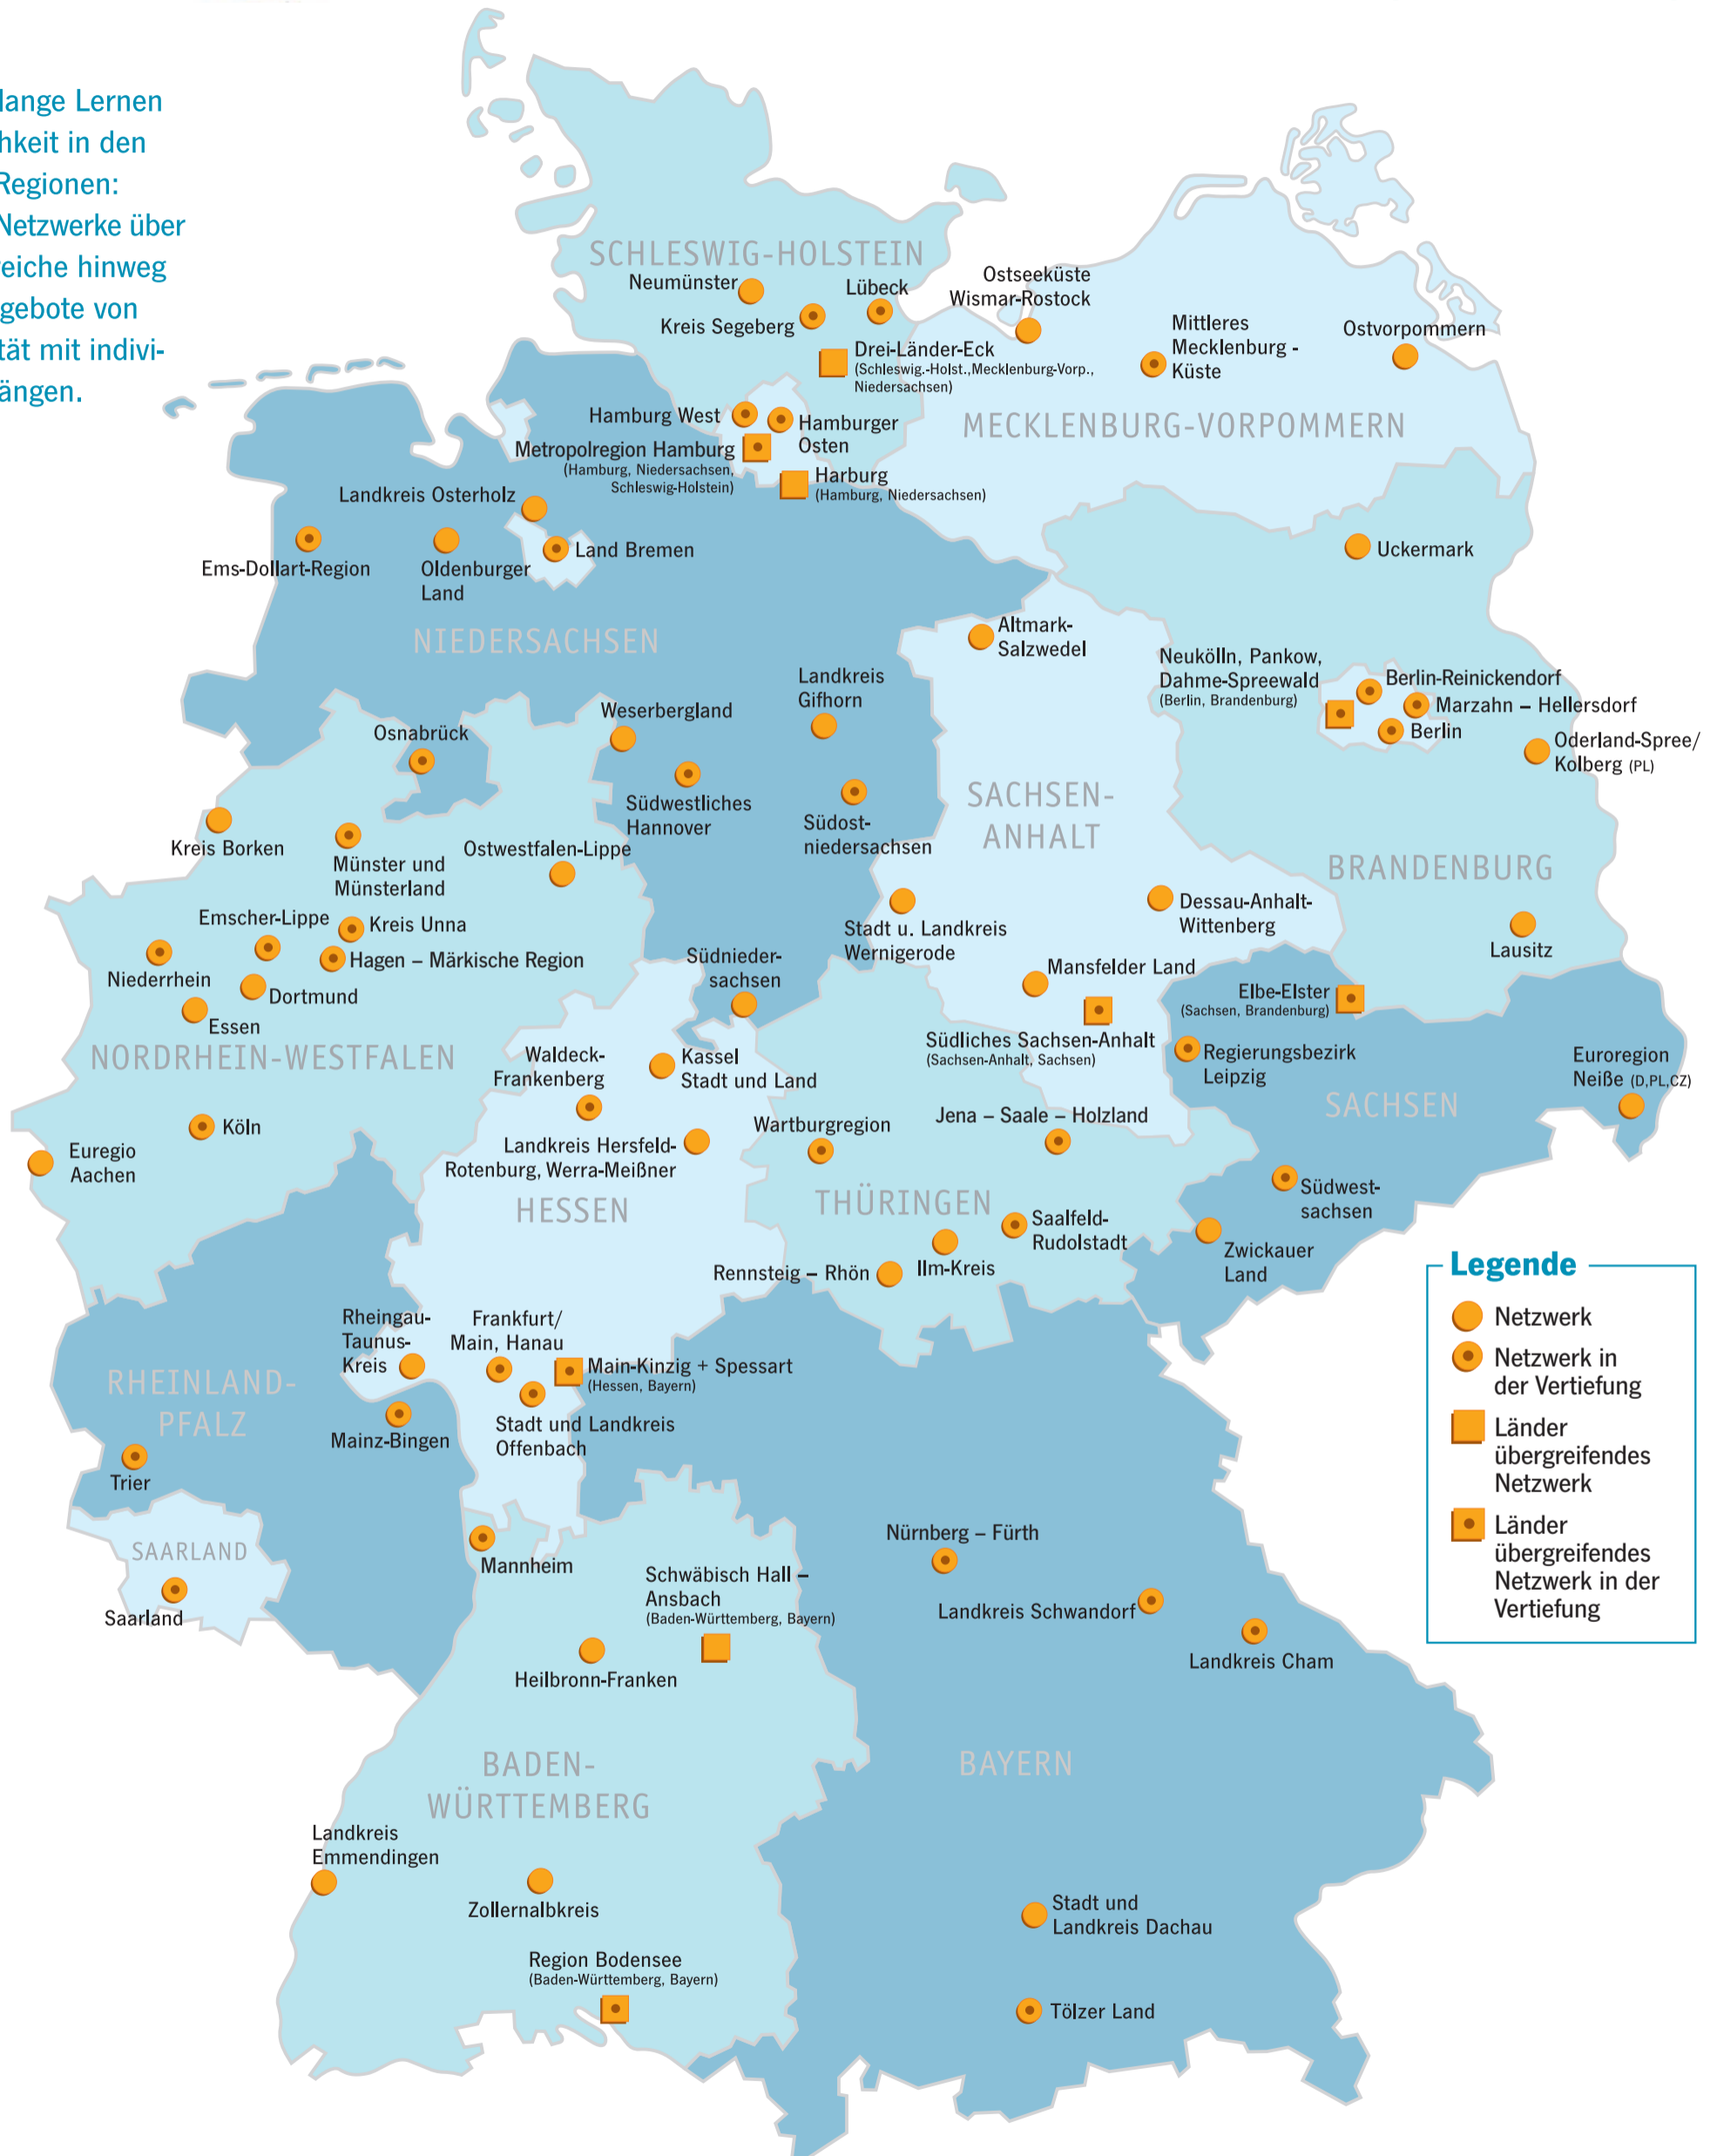 lange Lernen
hkeit in den
Regionen:
Netzwerke über
eiche hinweg
gebote von
tät mit indivi-
ängen.
SCHLESWIG-HOLSTEIN
Neumünster
Lübeck
Kreis Segeberg
Drei-Länder-Eck
(Schleswig.-Holst.,Mecklenburg-Vorp.,
Niedersachsen)
Ostseeküste
Wismar-Rostock
Mittleres
Mecklenburg -
Küste
Ostvorpommern
MECKLENBURG-VORPOMMERN
Hamburg West
Hamburger
Osten
Metropolregion Hamburg
(Hamburg, Niedersachsen,
Schleswig-Holstein)
Harburg
(Hamburg, Niedersachsen)
Landkreis Osterholz
Ems-Dollart-Region
Oldenburger
Land
Land Bremen
Uckermark
NIEDERSACHSEN
Altmark-
Salzwedel
Neukölln, Pankow,
Dahme-Spreewald
(Berlin, Brandenburg)
Berlin-Reinickendorf
Marzahn – Hellersdorf
Berlin
Oderland-Spree/
Kolberg (PL)
Landkreis
Gifhorn
Weserbergland
Osnabrück
Südwestliches
Hannover
Südost-
niedersachsen
SACHSEN-
ANHALT
BRANDENBURG
Kreis Borken
Münster und
Münsterland
Ostwestfalen-Lippe
Emscher-Lippe
Kreis Unna
Niederrhein
Hagen – Märkische Region
Dortmund
Essen
Stadt u. Landkreis
Wernigerode
Dessau-Anhalt-
Wittenberg
Lausitz
Südnieder-
sachsen
Mansfelder Land
Elbe-Elster
(Sachsen, Brandenburg)
Südliches Sachsen-Anhalt
(Sachsen-Anhalt, Sachsen)
Regierungsbezirk
Leipzig
Euroregion
Neiße (D,PL,CZ)
NORDRHEIN-WESTFALEN
Waldeck-
Frankenberg
Kassel
Stadt und Land
SACHSEN
Köln
Euregio
Aachen
Landkreis Hersfeld-
Rotenburg, Werra-Meißner
Wartburgregion
Jena – Saale – Holzland
HESSEN
THÜRINGEN
Südwest-
sachsen
Saalfeld-
Rudolstadt
Zwickauer
Land
Rennsteig – Rhön
Ilm-Kreis
Rheingau-
Taunus-
Kreis
Frankfurt/
Main, Hanau
Main-Kinzig + Spessart
(Hessen, Bayern)
RHEINLAND-
PFALZ
Mainz-Bingen
Stadt und Landkreis
Offenbach
Trier
SAARLAND
Saarland
Mannheim
Schwäbisch Hall –
Ansbach
(Baden-Württemberg, Bayern)
Nürnberg – Fürth
Landkreis Schwandorf
Landkreis Cham
Heilbronn-Franken
BADEN-
WÜRTTEMBERG
BAYERN
Landkreis
Emmendingen
Zollernalbkreis
Stadt und
Landkreis Dachau
Region Bodensee
(Baden-Württemberg, Bayern)
Tölzer Land
Legende
Netzwerk
Netzwerk in
der Vertiefung
Länder
übergreifendes
Netzwerk
Länder
übergreifendes
Netzwerk in der
Vertiefung